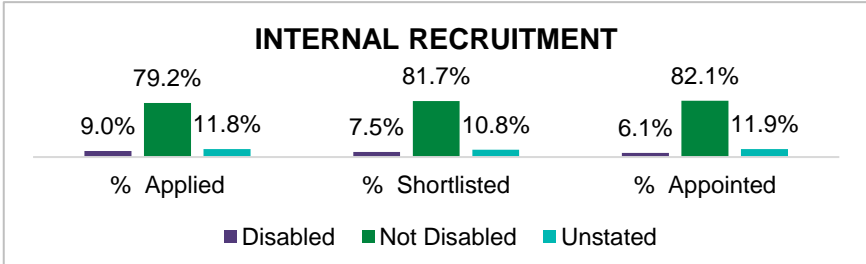 INTERNAL RECRUITMENT
9.0% 79.2% 11.8% 7.5% 81.7% 10.8% 6.1% 82.1% 11.9%
% Applied % Shortlisted % Appointed
Disabled Not Disabled Unstated